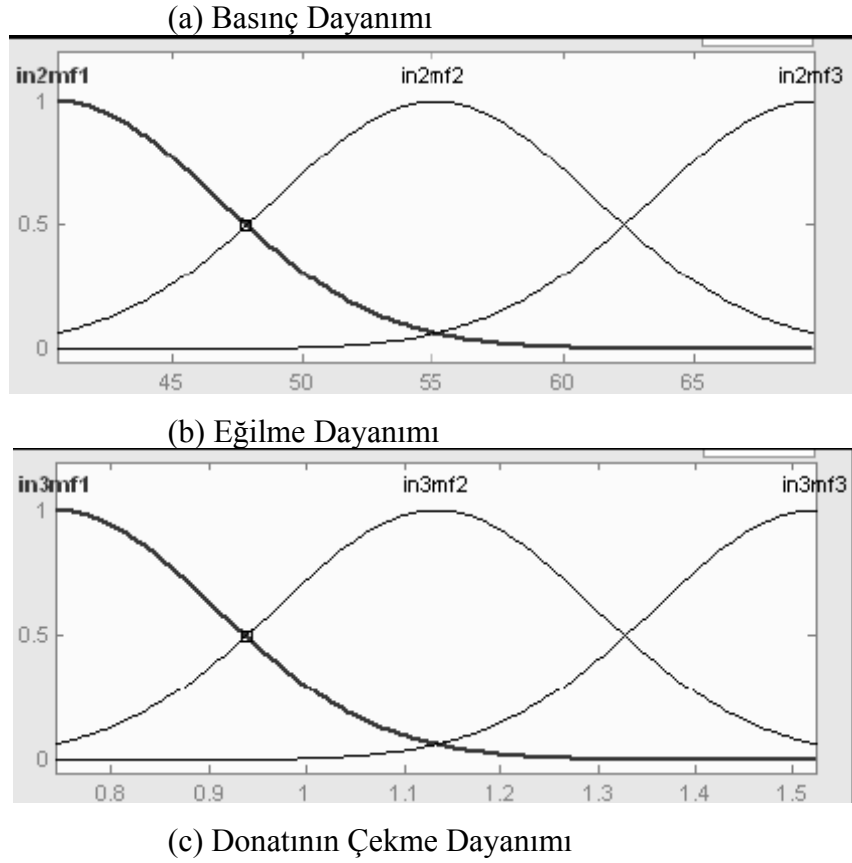 (a) Basınç Dayanımı
in2mf1 in2mf2 in2mf3
1
0.5
0
45 50 55 60 65
(b) Eğilme Dayanımı
in3mf1 in3mf2 in3mf3
1
0.5
0
0.8 0.9 1 1.1 1.2 1.3 1.4 1.5
(c) Donatının Çekme Dayanımı